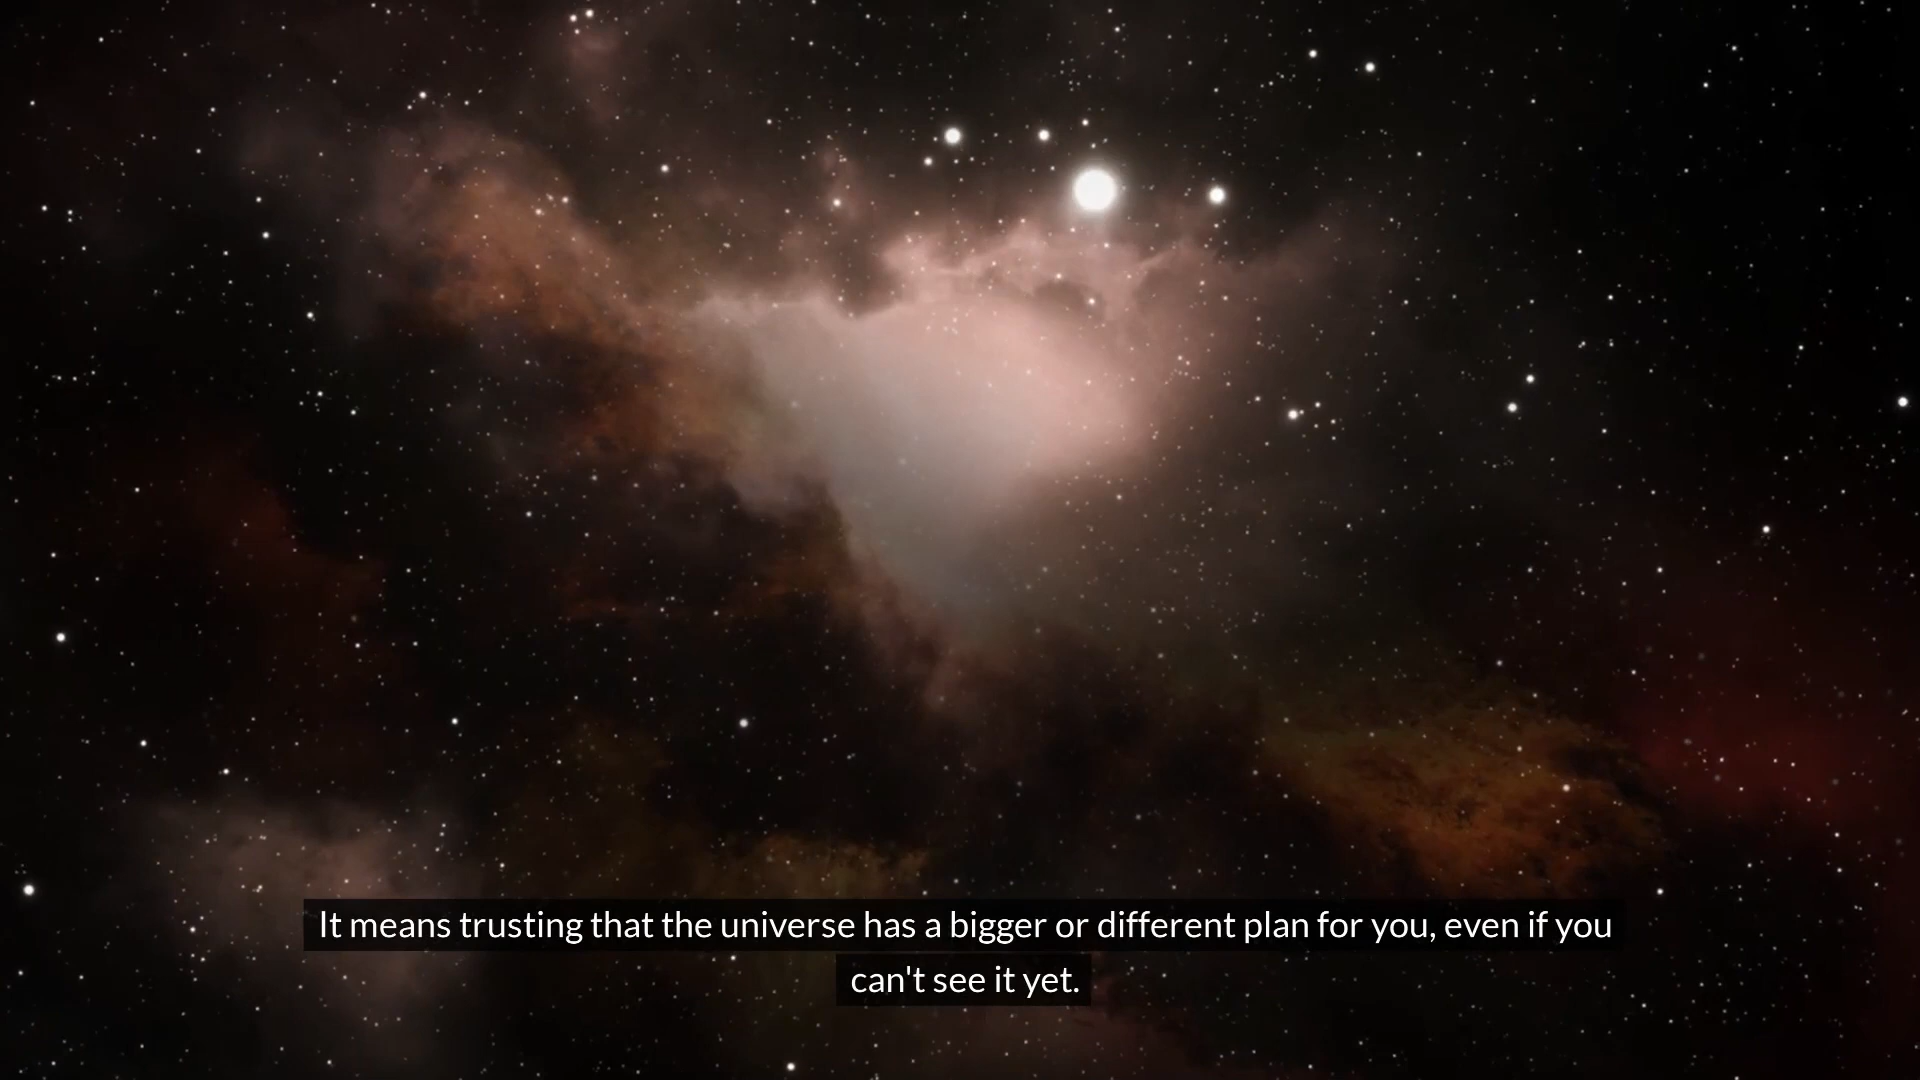 It means trusting that the universe has a bigger or different plan for you, even if you
can't see it yet.